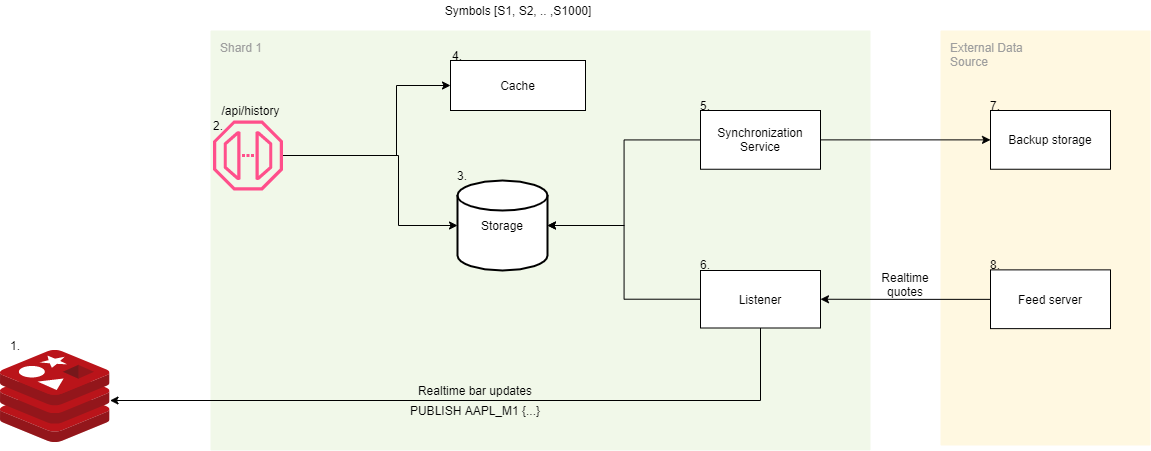 Symbols [S1, S2, .. ,S1000]
Shard 1
External Data
Source
4.
Cache
/api/history
2.
5.
Synchronization
Service
7.
Backup storage
3.
Storage
6.
Listener
Realtime
quotes
8.
Feed server
1.
Realtime bar updates
PUBLISH AAPL_M1 {...}